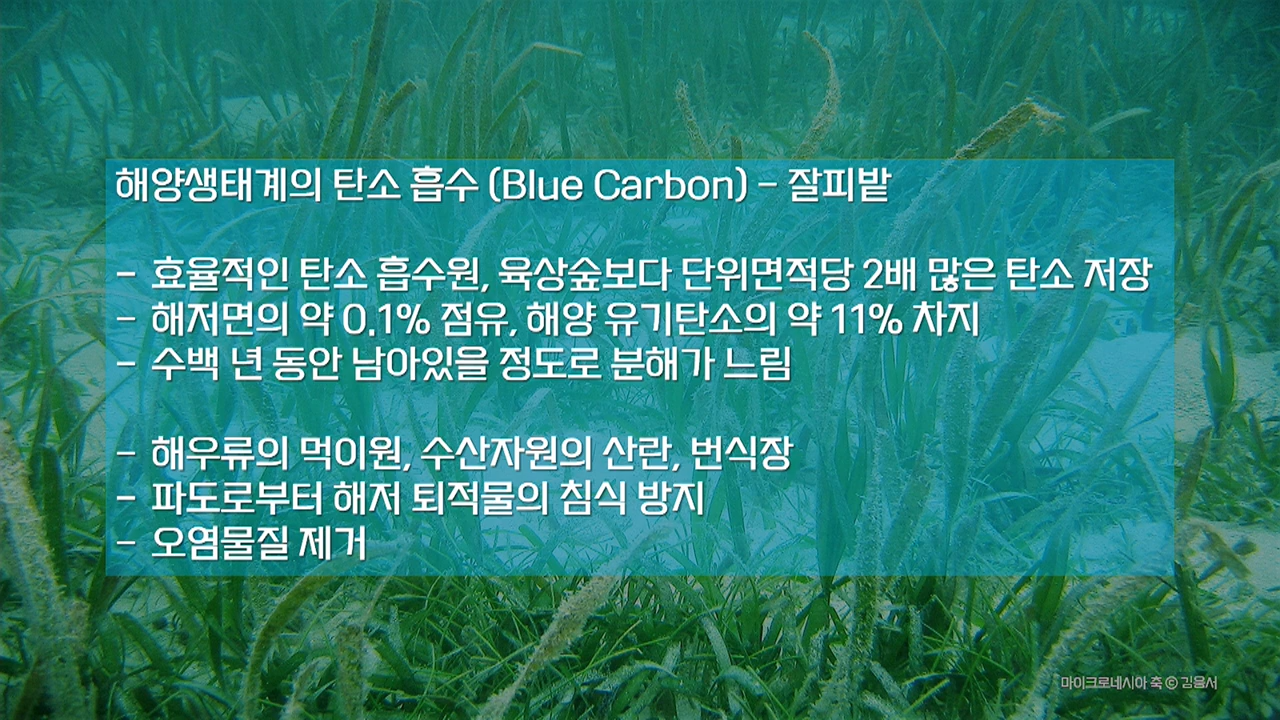 해양생태계의 탄소 흡수 (Blue Carbon) - 잘피밭
- 효율적인 탄소 흡수원, 육상숲보다 단위면적당 2배 많은 탄소 저장
- 해저면의 약 0.1% 점유, 해양 유기탄소의 약 11% 차지
- 수백 년 동안 남아있을 정도로 분해가 느림
- 해우류의 먹이원, 수산자원의 산란, 번식장
- 파도로부터 해저 퇴적물의 침식 방지
- 오염물질 제거
마이크로네시아 축 © 김음서